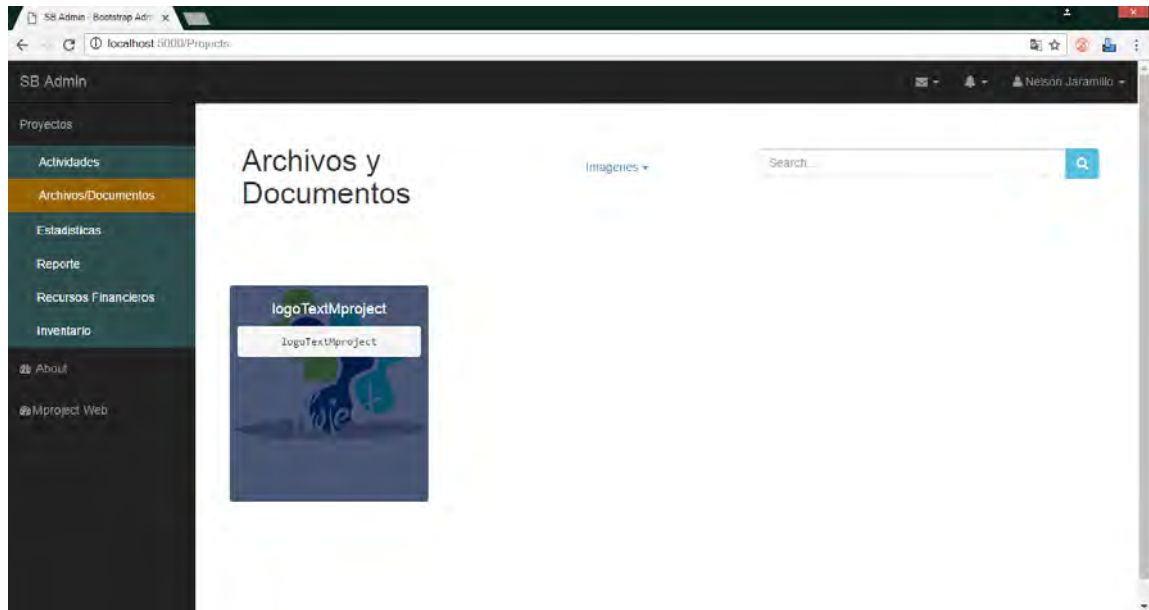 SB Admin - Bootstrap Adm
localhost:5000/Projects
SB Admin
Nelson Jaramillo
Proyectos
Actividades
Archivos/Documentos
Estadisticas
Reporte
Recursos Financieros
Inventario
About
Mproject Web
Archivos y
Documentos
Imagenes
Search...
logoTextMproject
logoTextMproject